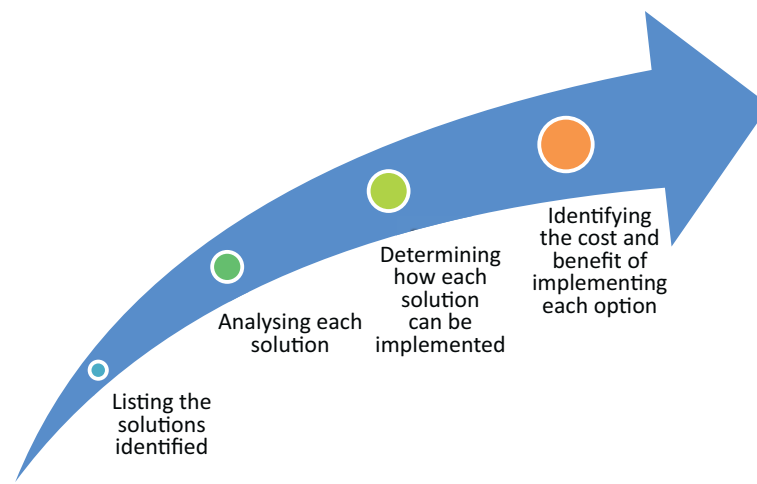 Listing the
solutions
identified
Analysing each
solution
Determining
how each
solution
can be
implemented
Identifying
the cost and
benefit of
implementing
each option